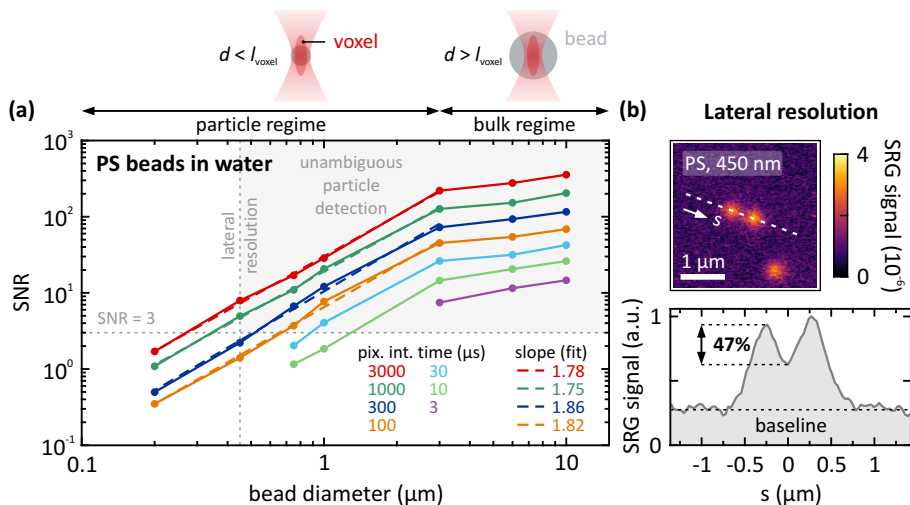 d < l_voxel
voxel
d > l_voxel
bead
(a)
particle regime
bulk regime
PS beads in water
unambiguous
particle
detection
lateral
resolution
SNR = 3
SNR
10^3
10^2
10^1
10^0
10^-1
pix. int. time (µs)
3000 30
1000 10
300 3
100
slope (fit)
1.78
1.75
1.86
1.82
0.1 1 10
bead diameter (µm)
(b)
Lateral resolution
PS, 450 nm
s
1 µm
4
0
SRG signal (10^-6)
1
0
SRG signal (a.u.)
47%
baseline
-1 -0.5 0 0.5 1
s (µm)